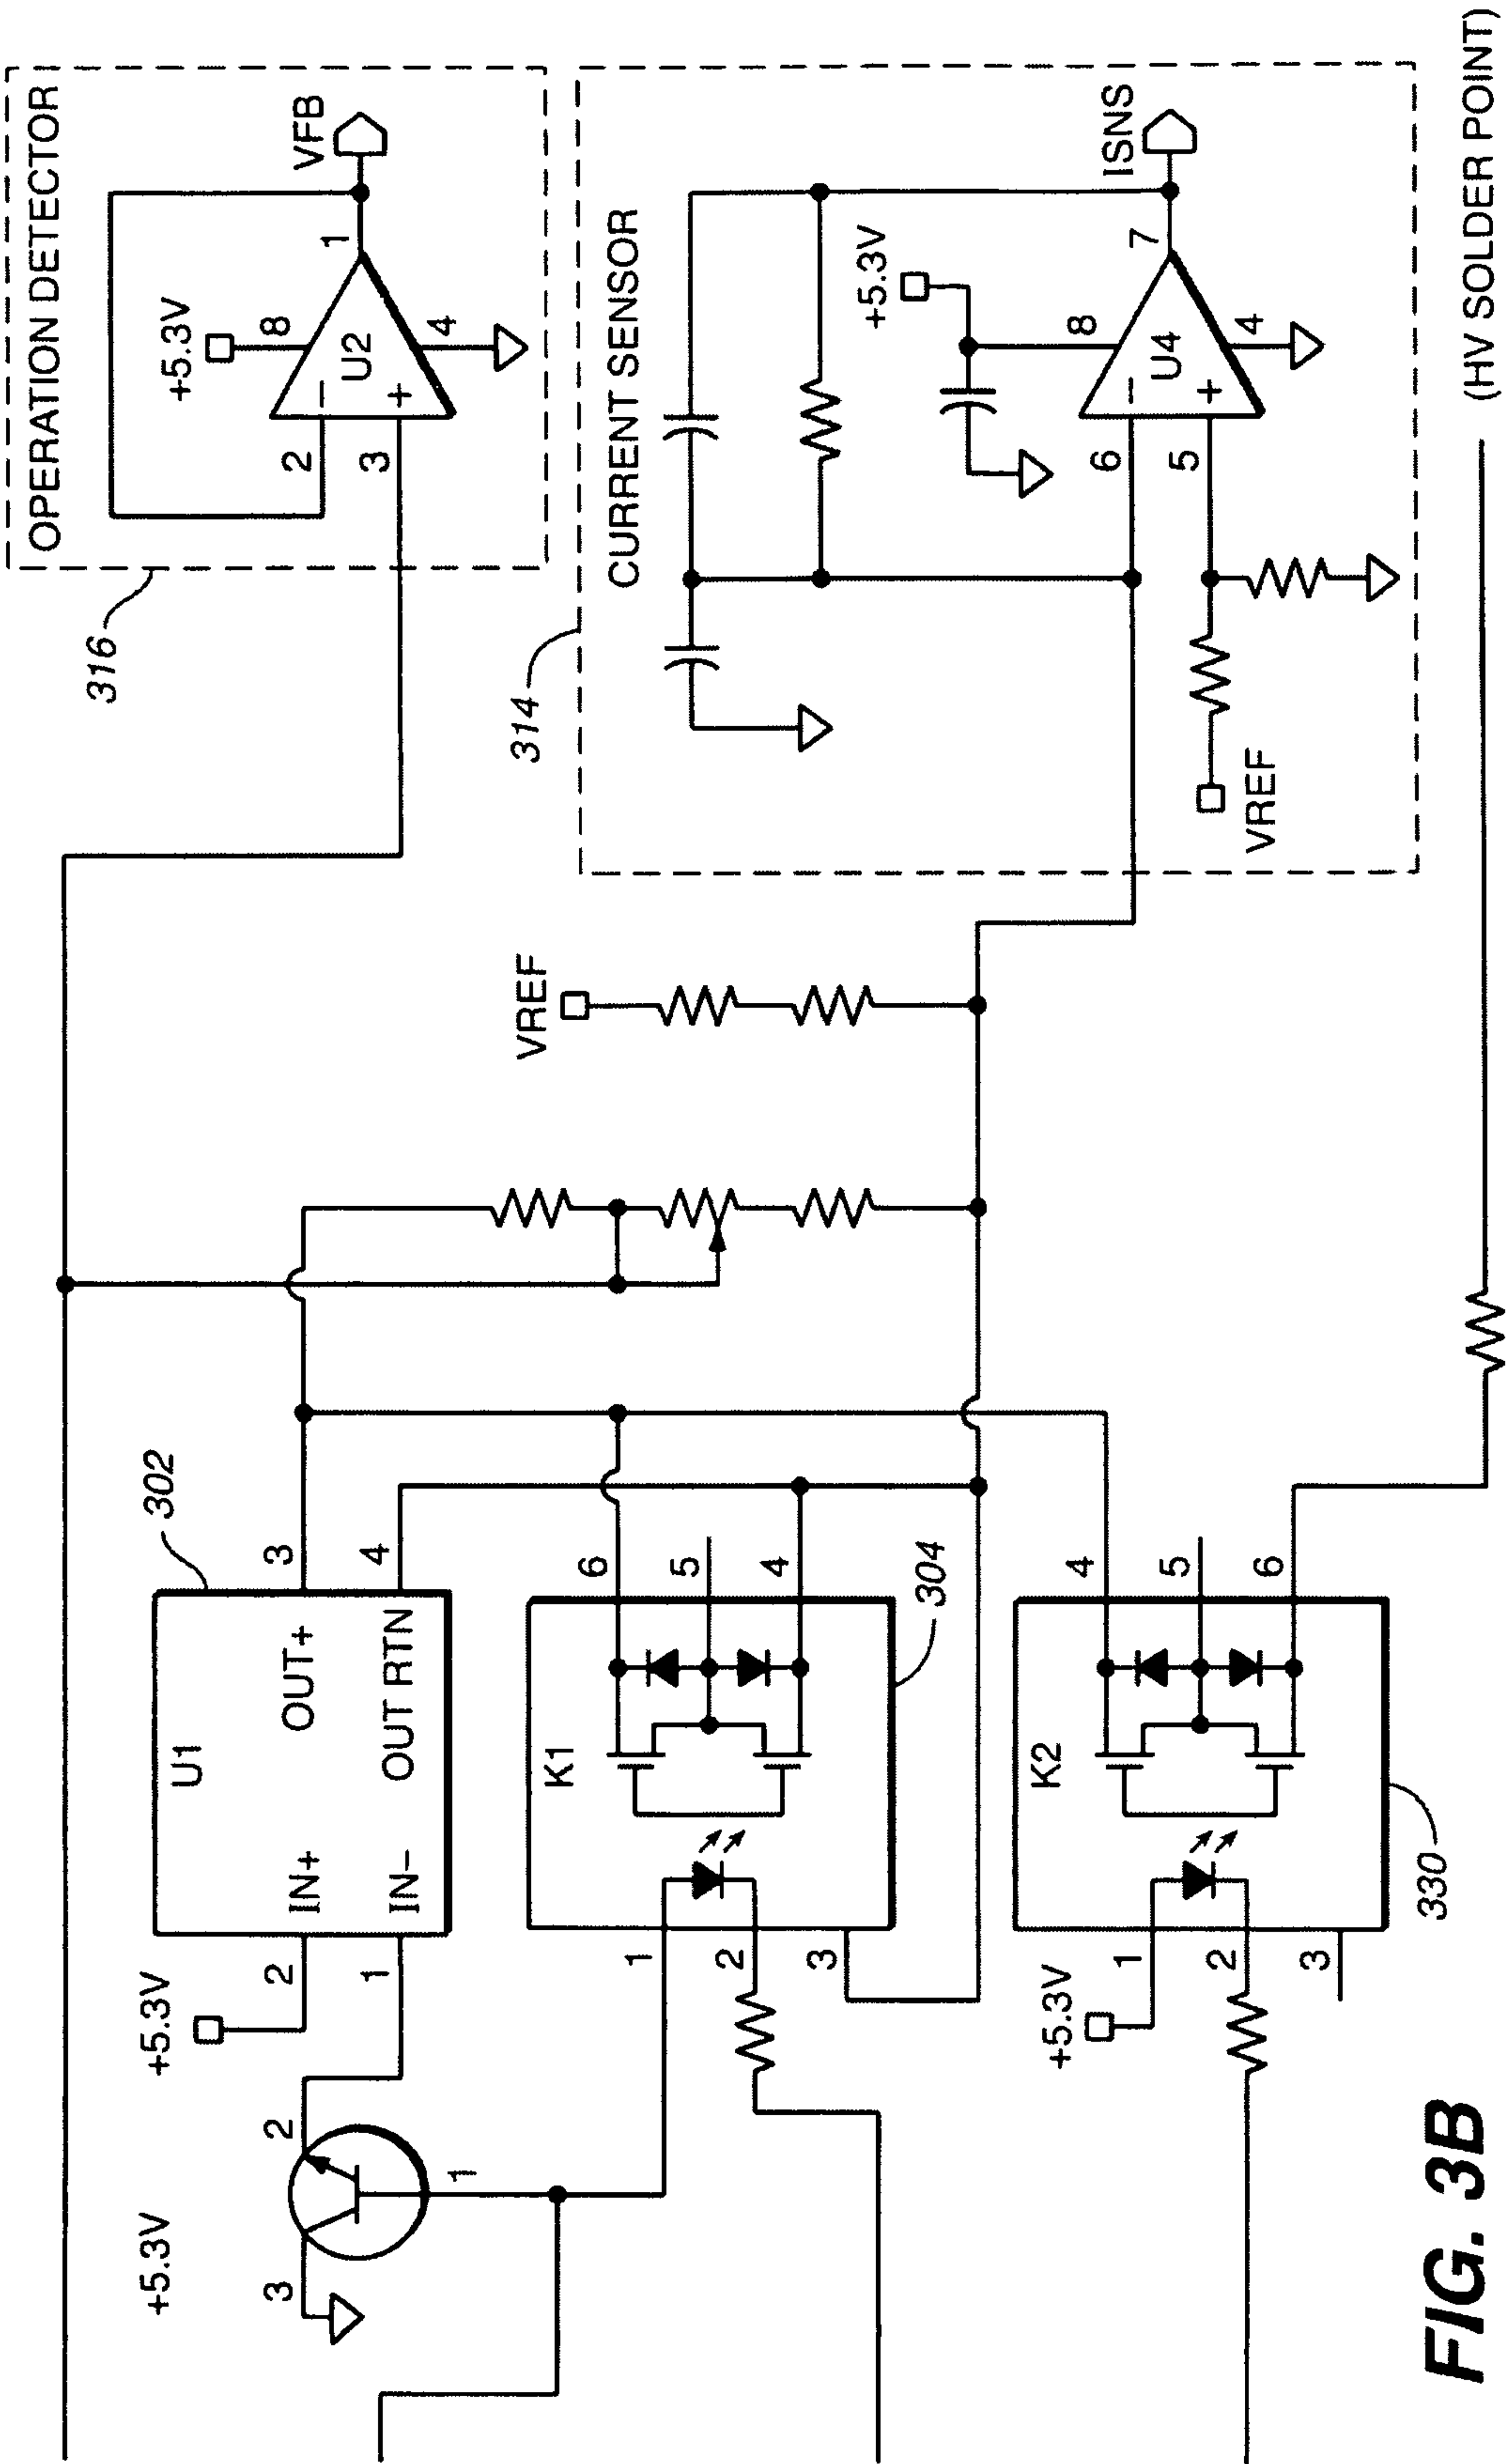 OPERATION DETECTOR
+5.3V
8
U2
−
+
2
3
1
4
VFB
316
CURRENT SENSOR
+5.3V
8
U4
−
+
6
5
7
4
ISNS
VREF
314
VREF
302
U1
IN+
IN−
OUT+
OUT RTN
2
1
3
4
+5.3V
+5.3V
3
2
1
K1
1
2
3
6
5
4
304
K2
+5.3V
1
2
3
4
5
6
330
(HV SOLDER POINT)
FIG. 3B